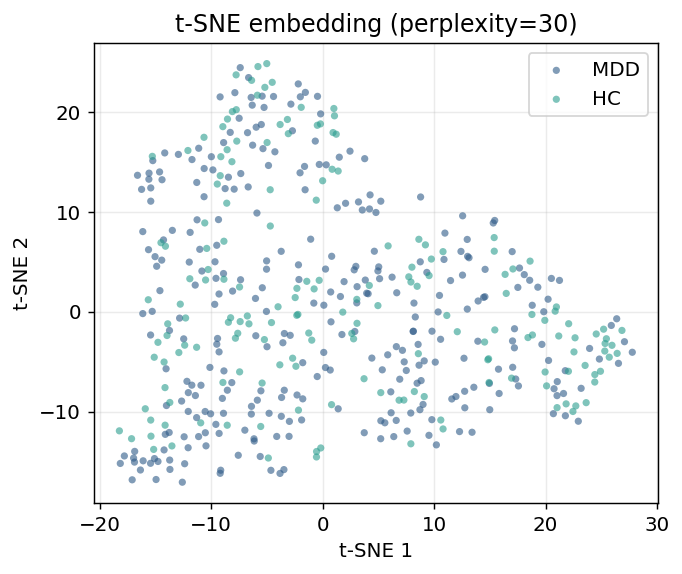 t-SNE embedding (perplexity=30)
MDD
HC
20
10
0
−10
−20
−10
0
10
20
30
t-SNE 1
t-SNE 2